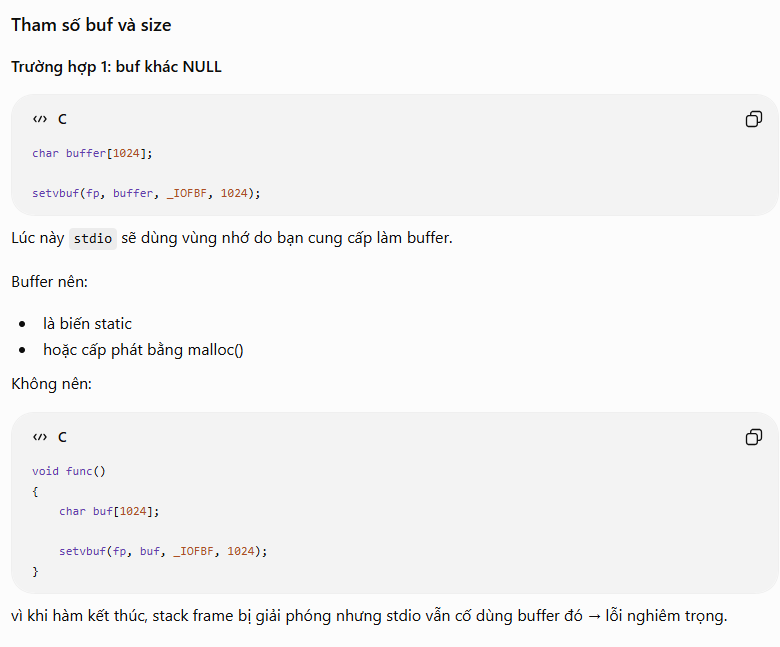 Tham số buf và size
Trường hợp 1: buf khác NULL
C
char buffer[1024];
setvbuf(fp, buffer, _IOFBF, 1024);
Lúc này stdio sẽ dùng vùng nhớ do bạn cung cấp làm buffer.
Buffer nên:
là biến static
hoặc cấp phát bằng malloc()
Không nên:
C
void func()
{
    char buf[1024];
    setvbuf(fp, buf, _IOFBF, 1024);
}
vì khi hàm kết thúc, stack frame bị giải phóng nhưng stdio vẫn cố dùng buffer đó → lỗi nghiêm trọng.